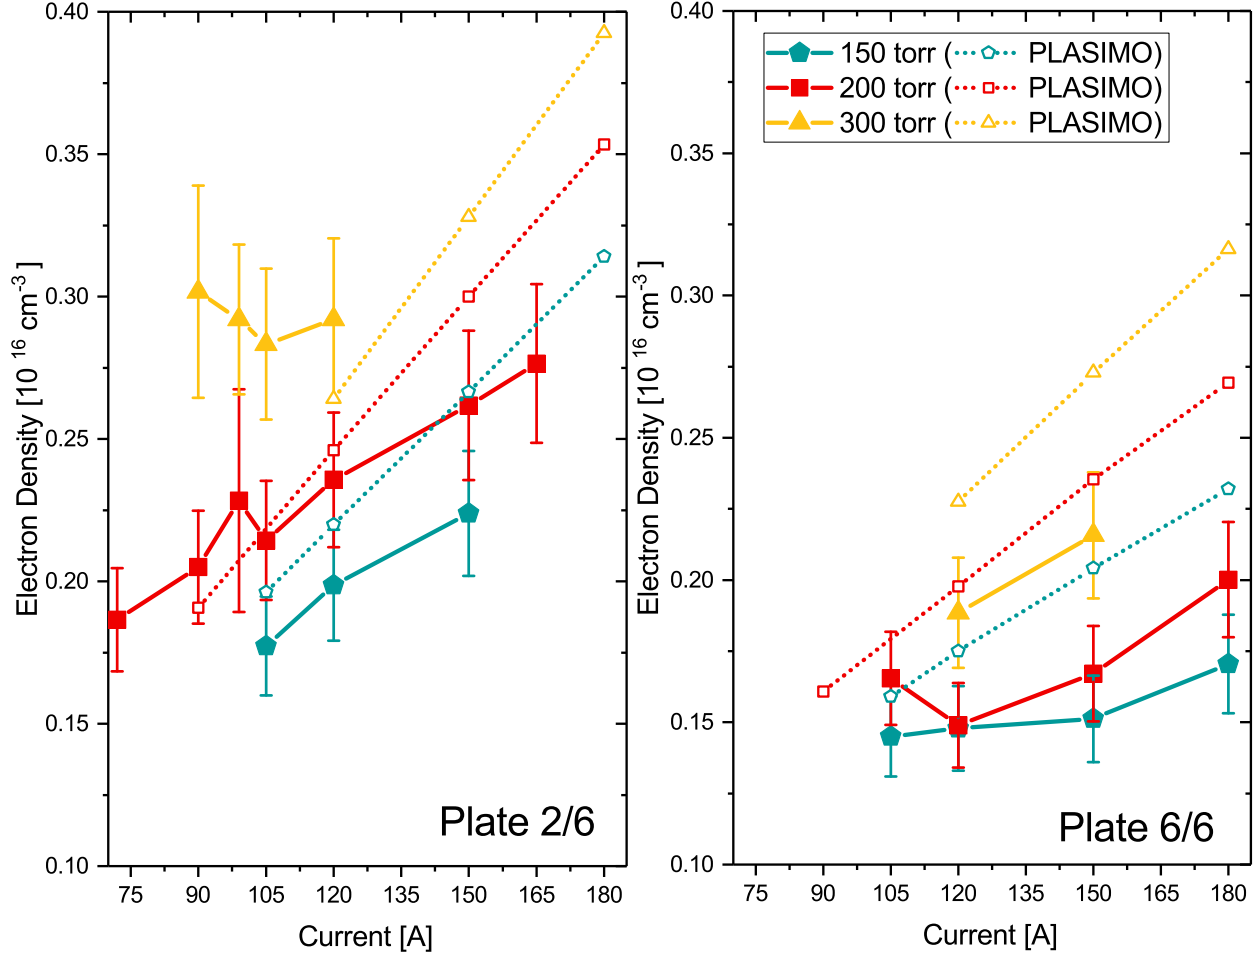 0.40
0.35
0.30
0.25
0.20
0.15
0.10
Electron Density [10 16 cm-3 ]
75 90 105 120 135 150 165 180
Current [A]
Plate 2/6
0.40
0.35
0.30
0.25
0.20
0.15
0.10
Electron Density [10 16 cm-3 ]
150 torr ( PLASIMO)
200 torr ( PLASIMO)
300 torr ( PLASIMO)
Plate 6/6
75 90 105 120 135 150 165 180
Current [A]